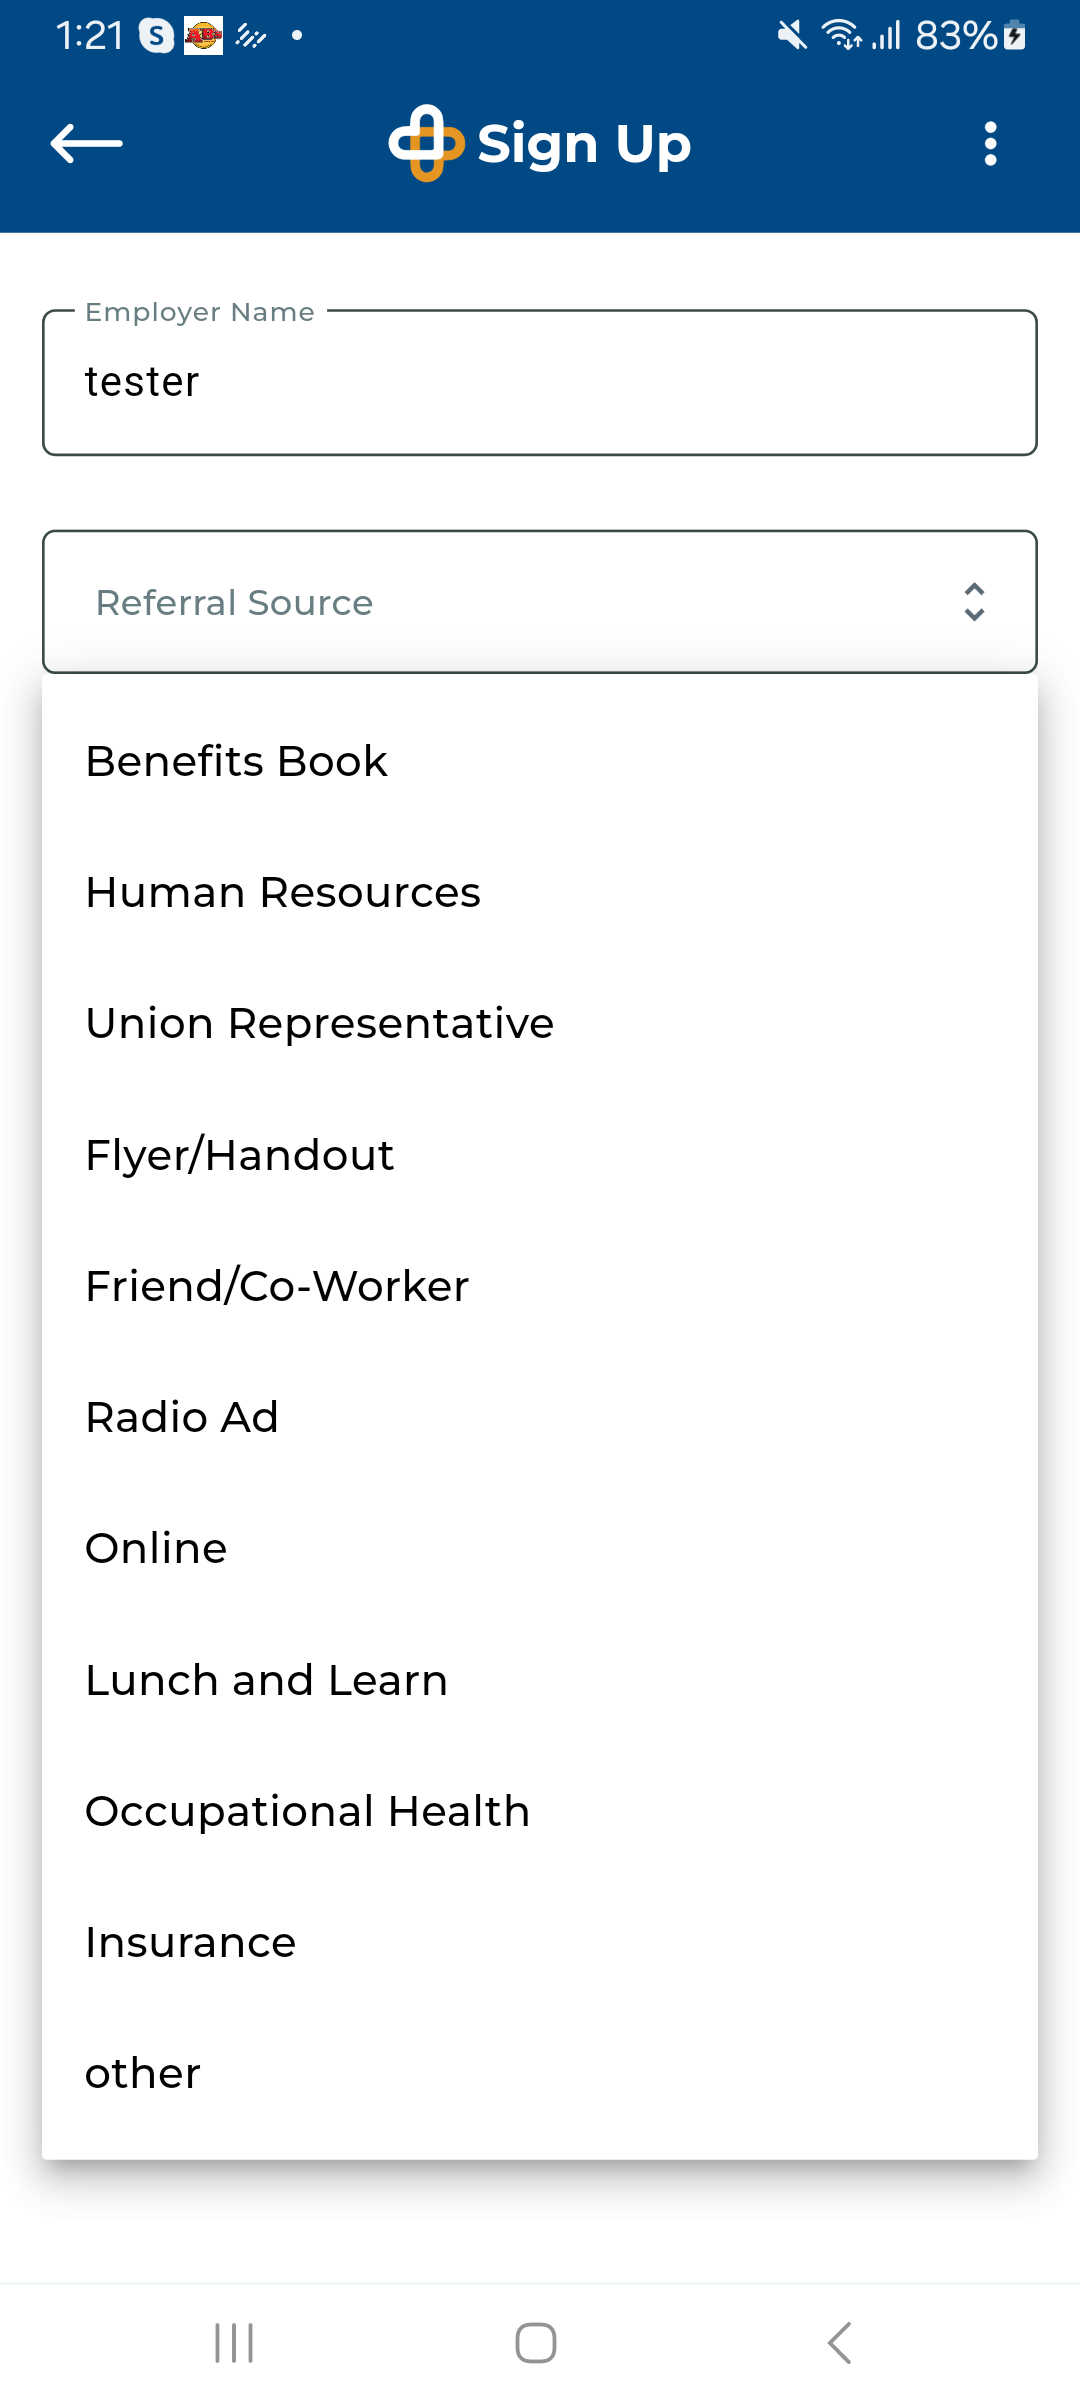 1:21 83%
Sign Up
Employer Name
tester
Referral Source
Benefits Book
Human Resources
Union Representative
Flyer/Handout
Friend/Co-Worker
Radio Ad
Online
Lunch and Learn
Occupational Health
Insurance
other